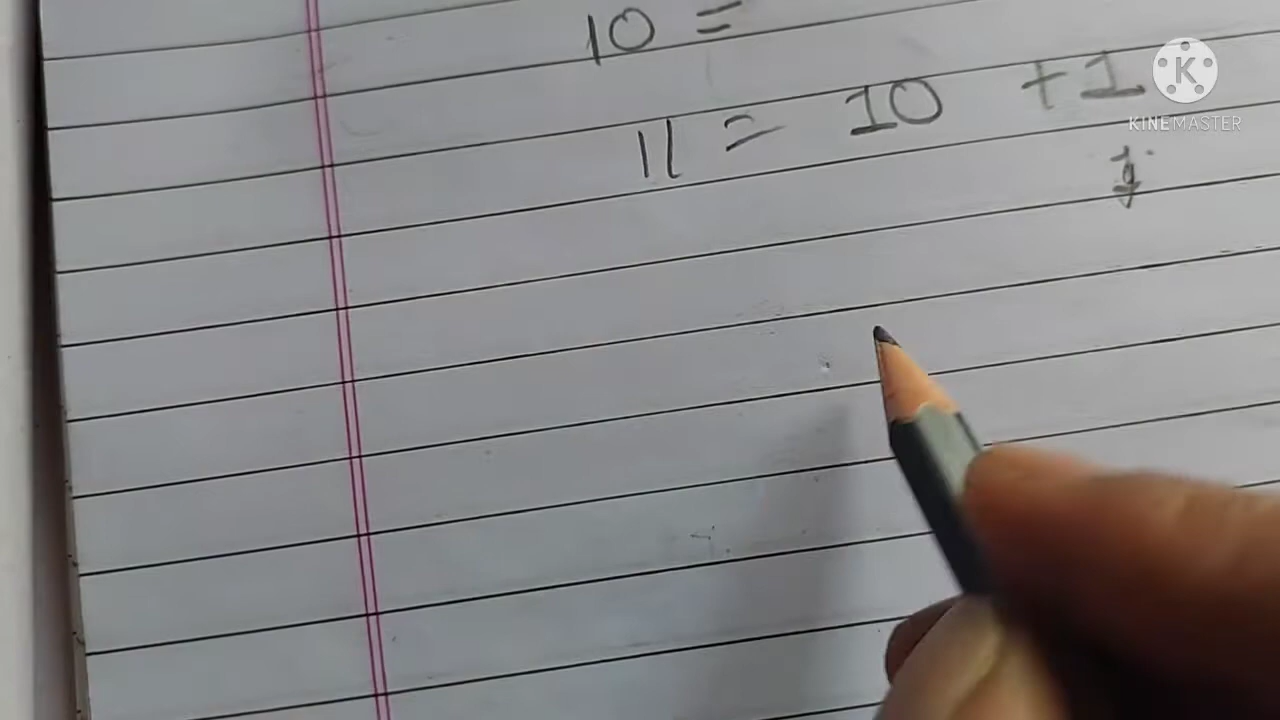 10 =
11 = 10 + 1
KINEMASTER